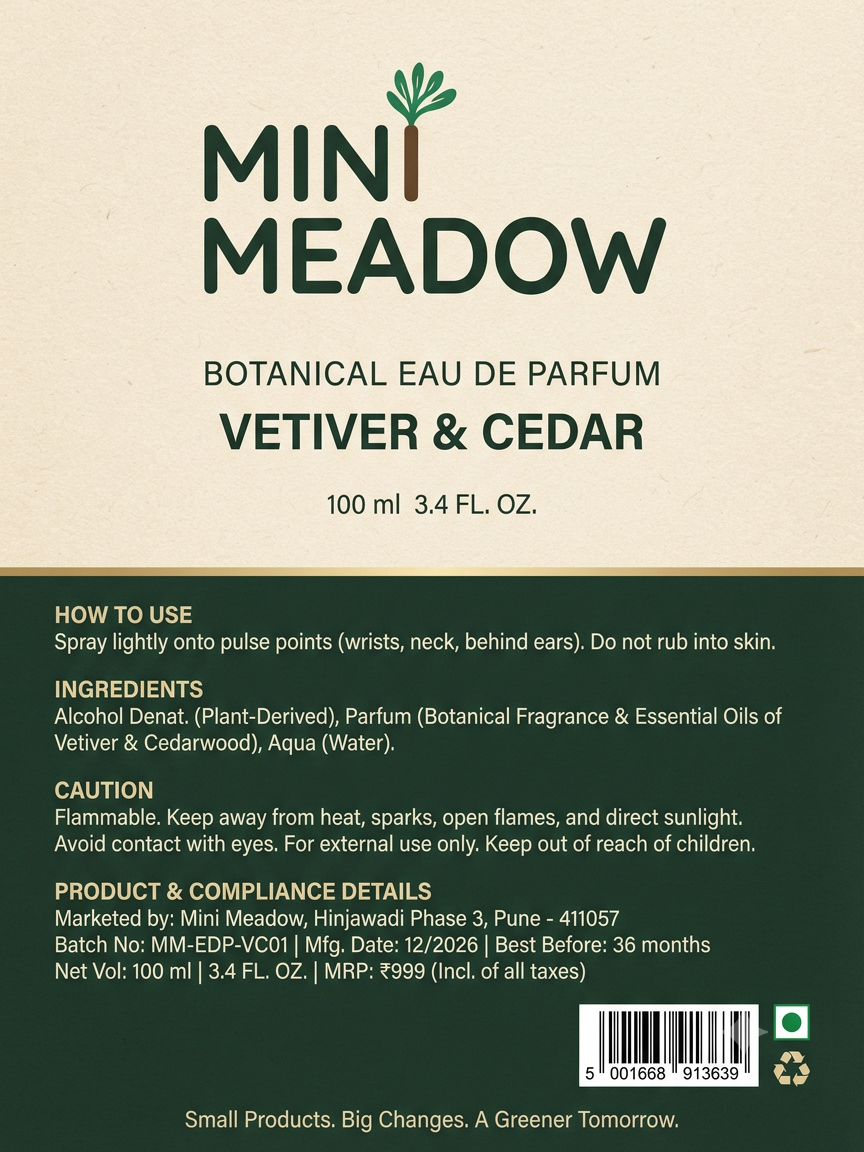 MINI
MEADOW
BOTANICAL EAU DE PARFUM
VETIVER & CEDAR
100 ml 3.4 FL. OZ.
HOW TO USE
Spray lightly onto pulse points (wrists, neck, behind ears). Do not rub into skin.
INGREDIENTS
Alcohol Denat. (Plant-Derived), Parfum (Botanical Fragrance & Essential Oils of
Vetiver & Cedarwood), Aqua (Water).
CAUTION
Flammable. Keep away from heat, sparks, open flames, and direct sunlight.
Avoid contact with eyes. For external use only. Keep out of reach of children.
PRODUCT & COMPLIANCE DETAILS
Marketed by: Mini Meadow, Hinjawadi Phase 3, Pune - 411057
Batch No: MM-EDP-VC01 | Mfg. Date: 12/2026 | Best Before: 36 months
Net Vol: 100 ml | 3.4 FL. OZ. | MRP: ₹999 (Incl. of all taxes)
5 001668 913639
Small Products. Big Changes. A Greener Tomorrow.